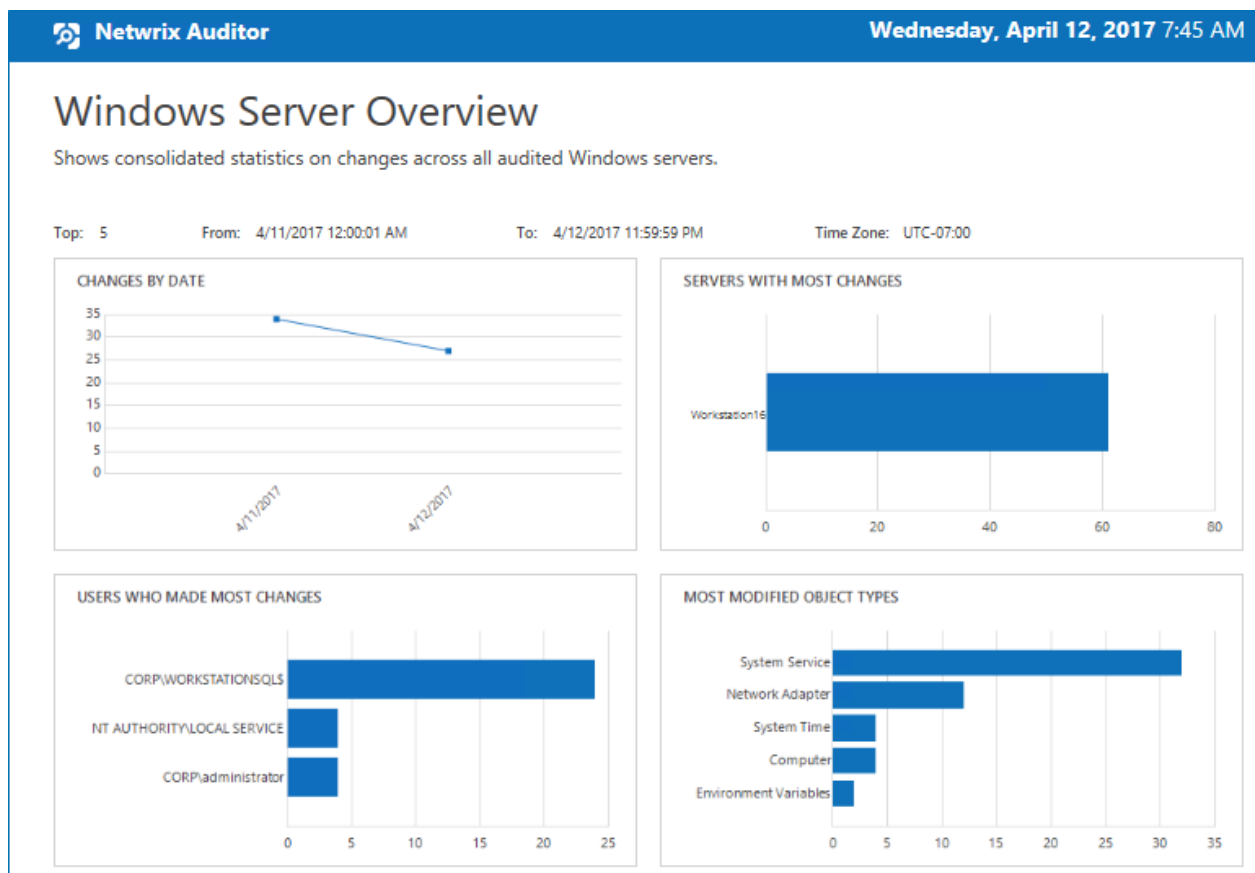 Netwrix Auditor
Wednesday, April 12, 2017 7:45 AM
Windows Server Overview
Shows consolidated statistics on changes across all audited Windows servers.
Top: 5 From: 4/11/2017 12:00:01 AM To: 4/12/2017 11:59:59 PM Time Zone: UTC-07:00
CHANGES BY DATE
35
30
25
20
15
10
5
0
4/11/2017 4/12/2017
SERVERS WITH MOST CHANGES
Workstation16
0 20 40 60 80
USERS WHO MADE MOST CHANGES
CORP\WORKSTATIONSQL$
NT AUTHORITY\LOCAL SERVICE
CORP\administrator
0 5 10 15 20 25
MOST MODIFIED OBJECT TYPES
System Service
Network Adapter
System Time
Computer
Environment Variables
0 5 10 15 20 25 30 35